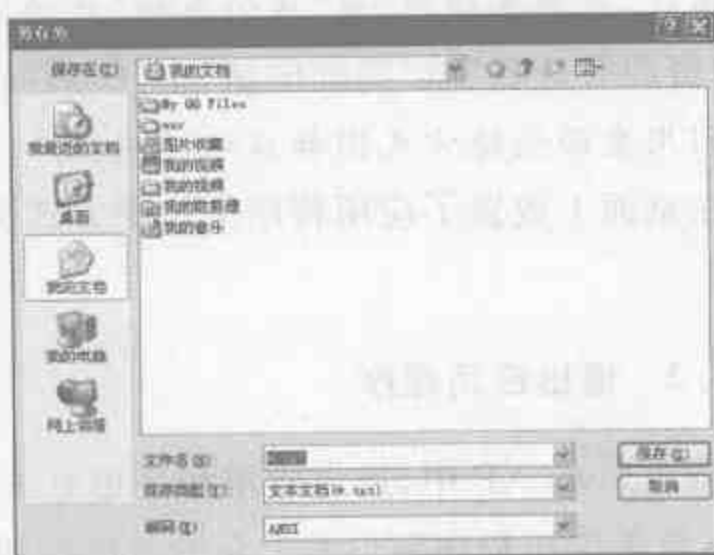 另存为
保存在(I)
我的文档
My QQ Files
图片收藏
我的视频
我的视频
我的音乐
我最近的文档
桌面
我的文档
我的电脑
网上邻居
文件名(N)
保存(S)
保存类型(T)
文本文档(*.txt)
取消
编码(E)
ANSI